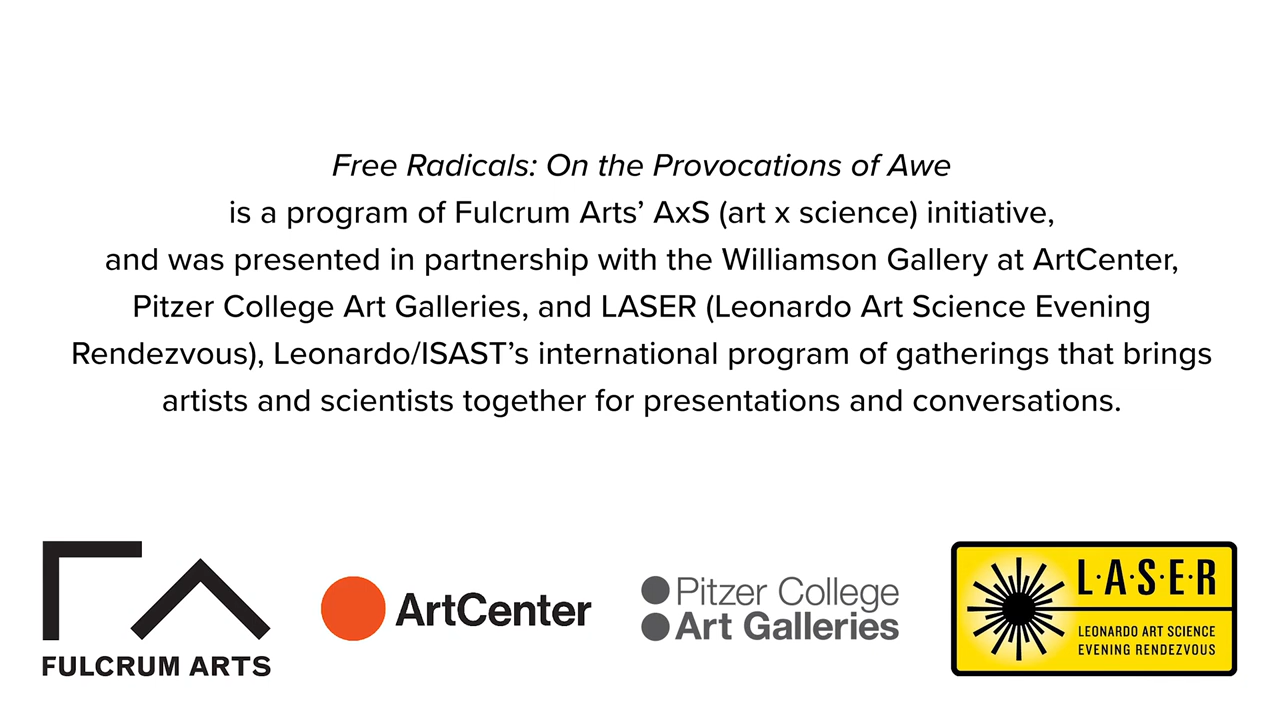 Free Radicals: On the Provocations of Awe
is a program of Fulcrum Arts’ AxS (art x science) initiative,
and was presented in partnership with the Williamson Gallery at ArtCenter,
Pitzer College Art Galleries, and LASER (Leonardo Art Science Evening
Rendezvous), Leonardo/ISAST’s international program of gatherings that brings
artists and scientists together for presentations and conversations.
FULCRUM ARTS
ArtCenter
Pitzer College
Art Galleries
L·A·S·E·R
LEONARDO ART SCIENCE
EVENING RENDEZVOUS